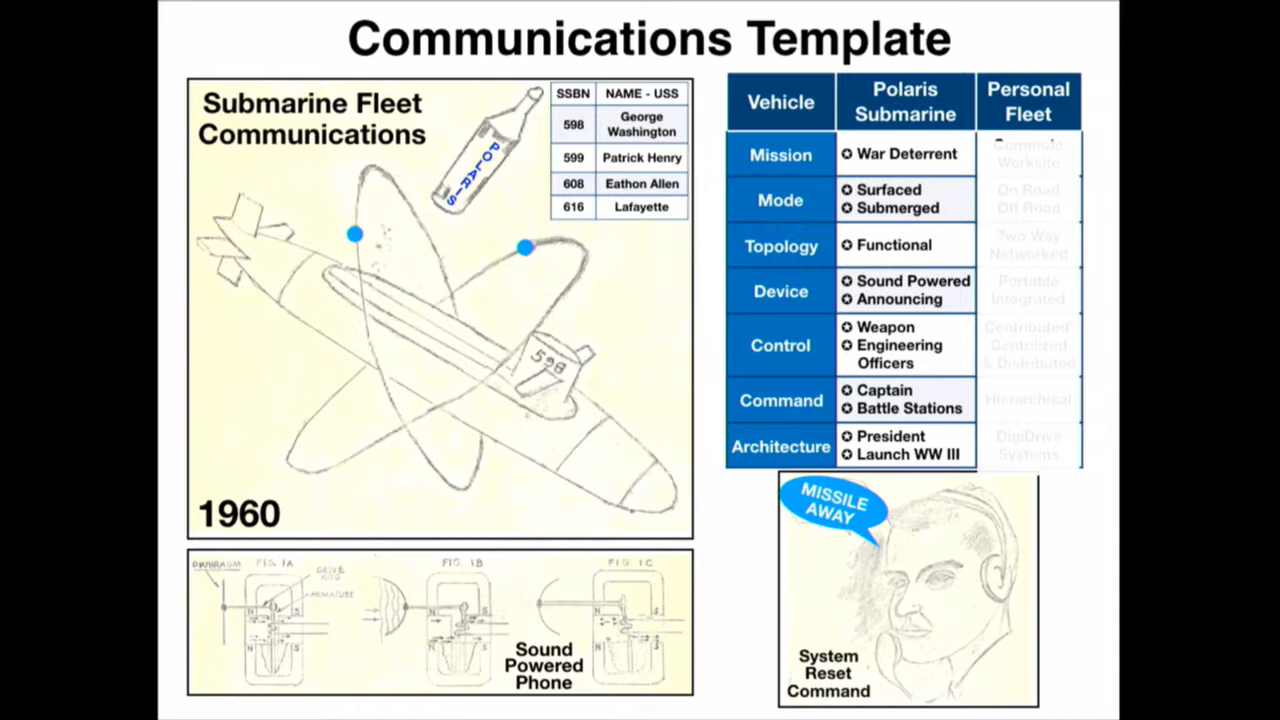 Communications Template
Submarine Fleet
Communications
POLARIS
SSBN NAME - USS
598 George
Washington
599 Patrick Henry
608 Eathon Allen
616 Lafayette
598
1960
Vehicle Polaris
Submarine Personal
Fleet
Mission ✪ War Deterrent Commute
Worksite
Mode ✪ Surfaced
✪ Submerged On Road
Off Road
Topology ✪ Functional Two Way
Networked
Device ✪ Sound Powered
✪ Announcing Portable
Integrated
Control ✪ Weapon
✪ Engineering
Officers
& Distributed
Command ✪ Captain
✪ Battle Stations Hierarchical
Architecture ✪ President
✪ Launch WW III DigiDrive
Systems
DIAPHRAGM
FIG. 1A
DRIVE
ROD
ARMATURE
N S
N S
FIG. 1B
N S
N S
FIG. 1C
N S
N S
Sound
Powered
Phone
MISSILE
AWAY
System
Reset
Command